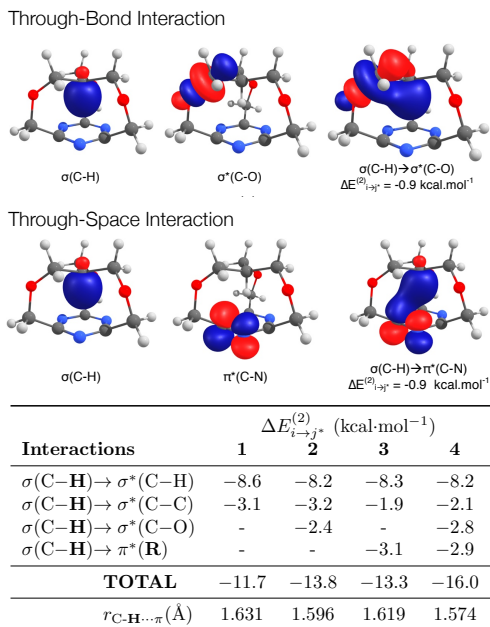 Through-Bond Interaction
σ(C-H)
σ*(C-O)
σ(C-H)→σ*(C-O)
ΔE⁽²⁾ᵢ→ⱼ* = -0.9 kcal.mol⁻¹
Through-Space Interaction
σ(C-H)
π*(C-N)
σ(C-H)→π*(C-N)
ΔE⁽²⁾ᵢ→ⱼ* = -0.9 kcal.mol⁻¹
ΔE⁽²⁾ᵢ→ⱼ* (kcal·mol⁻¹)
Interactions 1 2 3 4
σ(C−H)→ σ*(C−H) −8.6 −8.2 −8.3 −8.2
σ(C−H)→ σ*(C−C) −3.1 −3.2 −1.9 −2.1
σ(C−H)→ σ*(C−O) - −2.4 - −2.8
σ(C−H)→ π*(R) - - −3.1 −2.9
TOTAL −11.7 −13.8 −13.3 −16.0
r C-H···π (Å) 1.631 1.596 1.619 1.574